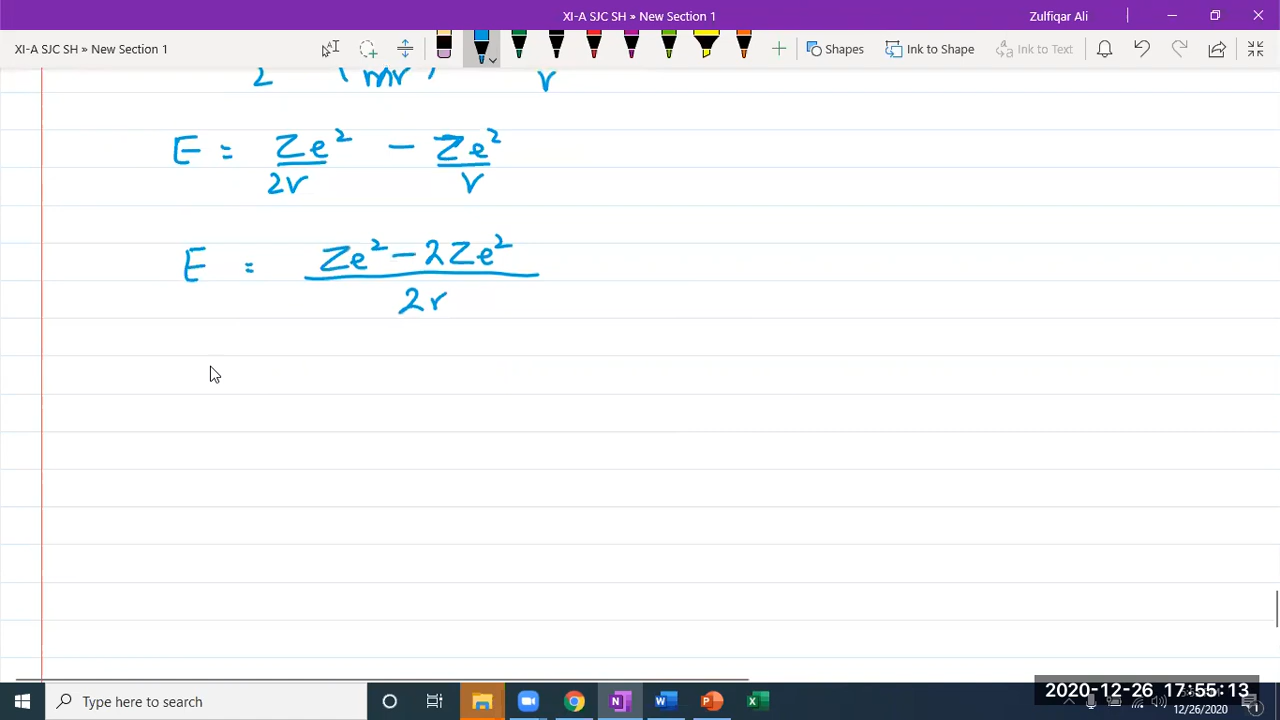 XI-A SJC SH » New Section 1
Zulfiqar Ali
XI-A SJC SH » New Section 1
Shapes
Ink to Shape
Ink to Text
2 (mr) r
E = Ze² / 2r − Ze² / r
E = Ze² − 2Ze² / 2r
Type here to search
2020-12-26 17:55:13
12/26/2020